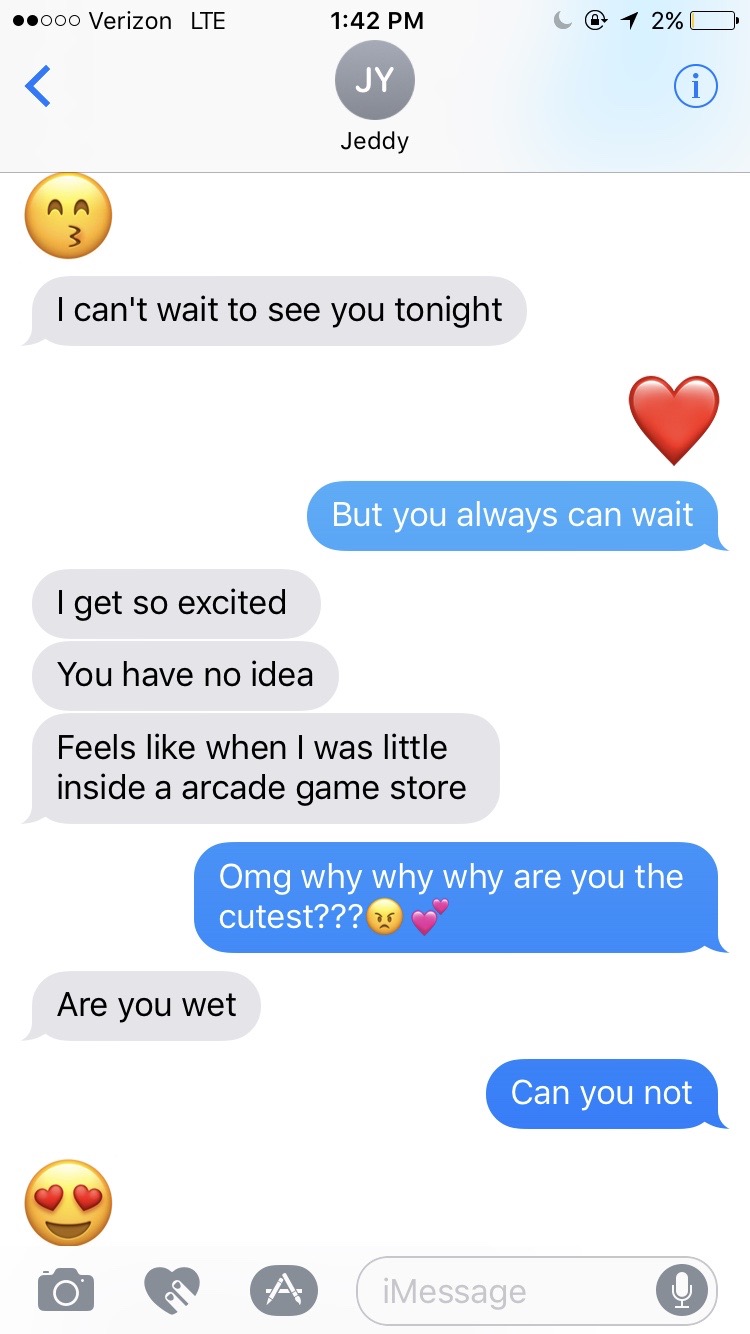 Verizon LTE 1:42 PM 2%
JY
Jeddy
I can't wait to see you tonight
But you always can wait
I get so excited
You have no idea
Feels like when I was little
inside a arcade game store
Omg why why why are you the
cutest???😠💕
Are you wet
Can you not
iMessage